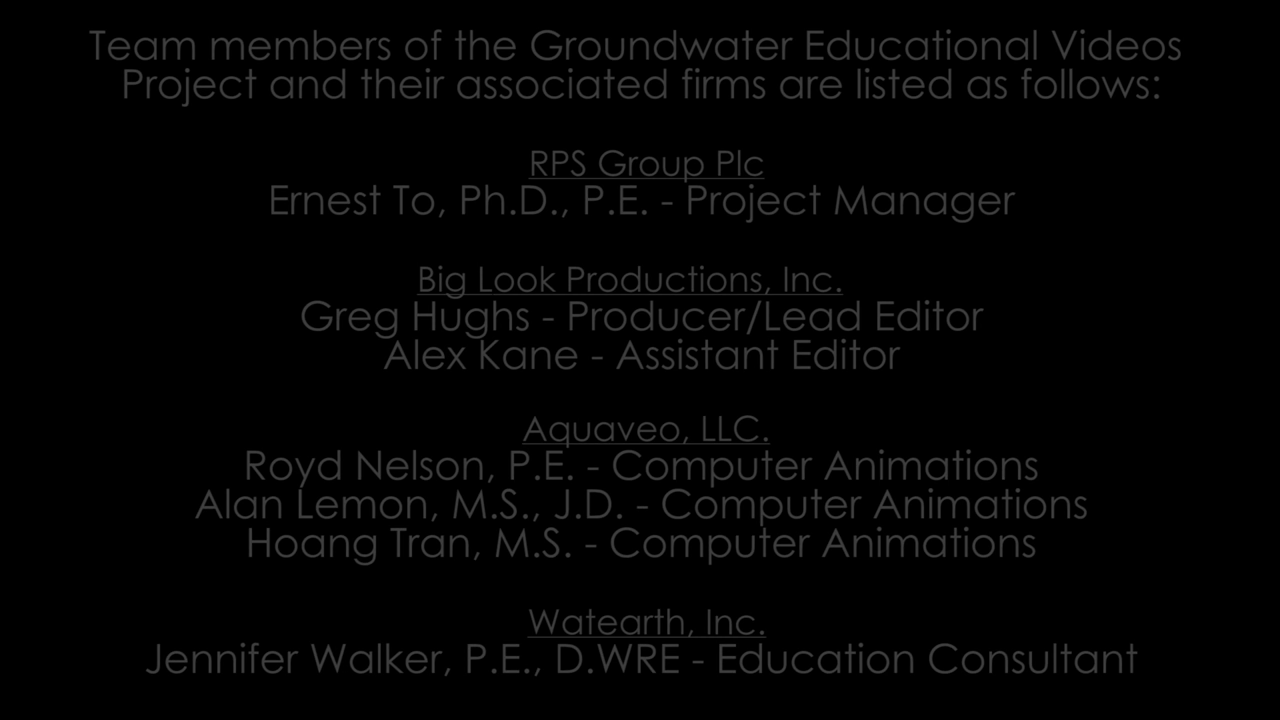 Team members of the Groundwater Educational Videos
Project and their associated firms are listed as follows:
RPS Group Plc
Ernest To, Ph.D., P.E. - Project Manager
Big Look Productions, Inc.
Greg Hughs - Producer/Lead Editor
Alex Kane - Assistant Editor
Aquaveo, LLC.
Royd Nelson, P.E. - Computer Animations
Alan Lemon, M.S., J.D. - Computer Animations
Hoang Tran, M.S. - Computer Animations
Watearth, Inc.
Jennifer Walker, P.E., D.WRE - Education Consultant